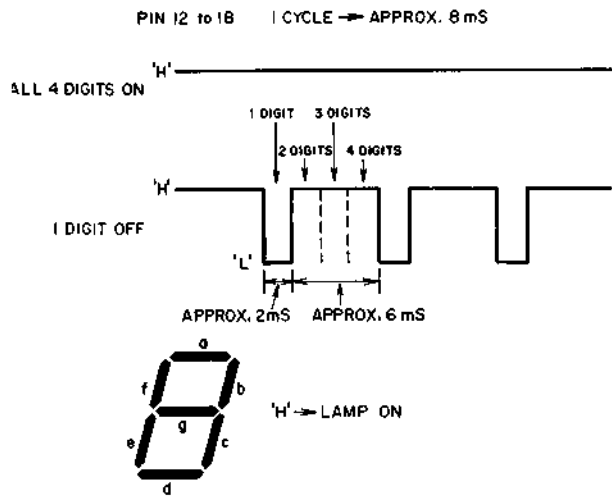 PIN 12 to 18 1 CYCLE → APPROX. 8 mS
'H'
ALL 4 DIGITS ON
1 DIGIT 3 DIGITS
2 DIGITS 4 DIGITS
'H'
1 DIGIT OFF
'L'
APPROX. 2mS APPROX. 6 mS
a
f b
'H' → LAMP ON
g
e c
d